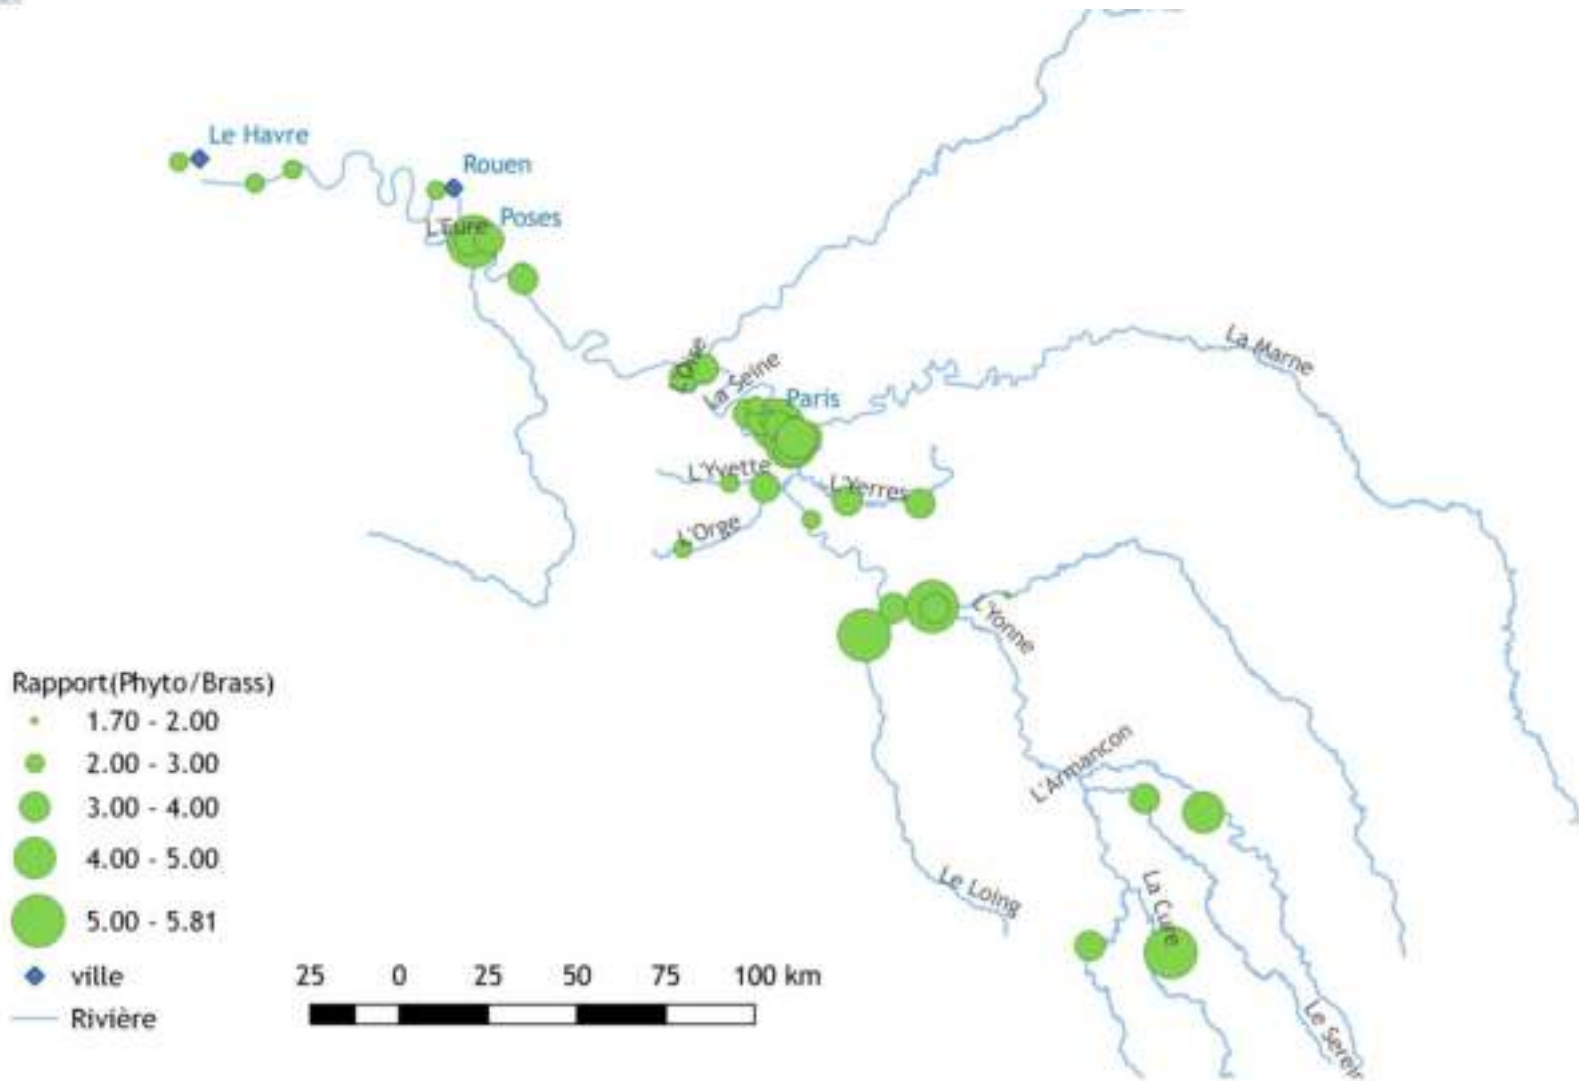 Le Havre
Rouen
L'Eure
Poses
La Marne
L'Oise
La Seine
Paris
L'Yvette
L'Yerres
L'Orge
L'Yonne
Rapport(Phyto/Brass)
1.70 - 2.00
2.00 - 3.00
3.00 - 4.00
4.00 - 5.00
5.00 - 5.81
ville
Rivière
L'Armancon
La Cure
Le Loing
Le Serein
25 0 25 50 75 100 km